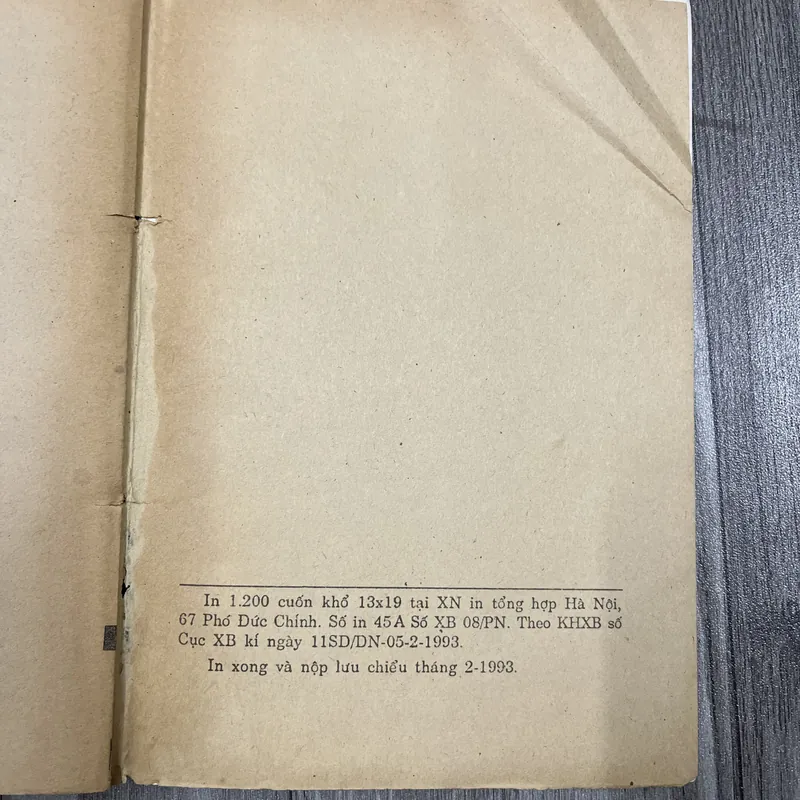 In 1.200 cuốn khổ 13x19 tại XN in tổng hợp Hà Nội,
67 Phó Đức Chính. Số in 45A Số XB 08/PN. Theo KHXB số
Cục XB kí ngày 11SD/DN-05-2-1993.
In xong và nộp lưu chiểu tháng 2-1993.